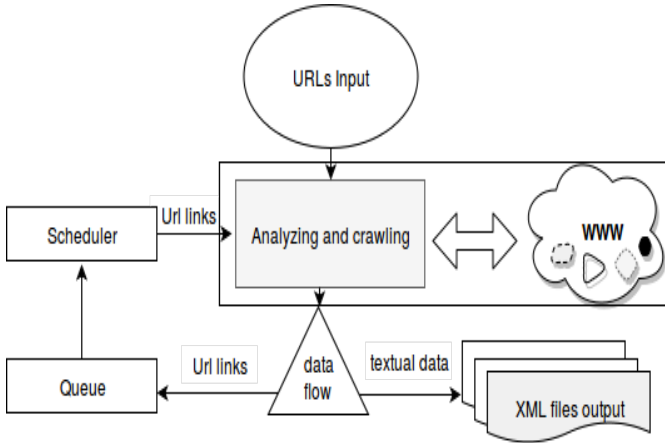 URLs Input
Url links
Scheduler
Analyzing and crawling
WWW
Url links
data
flow
textual data
Queue
XML files output